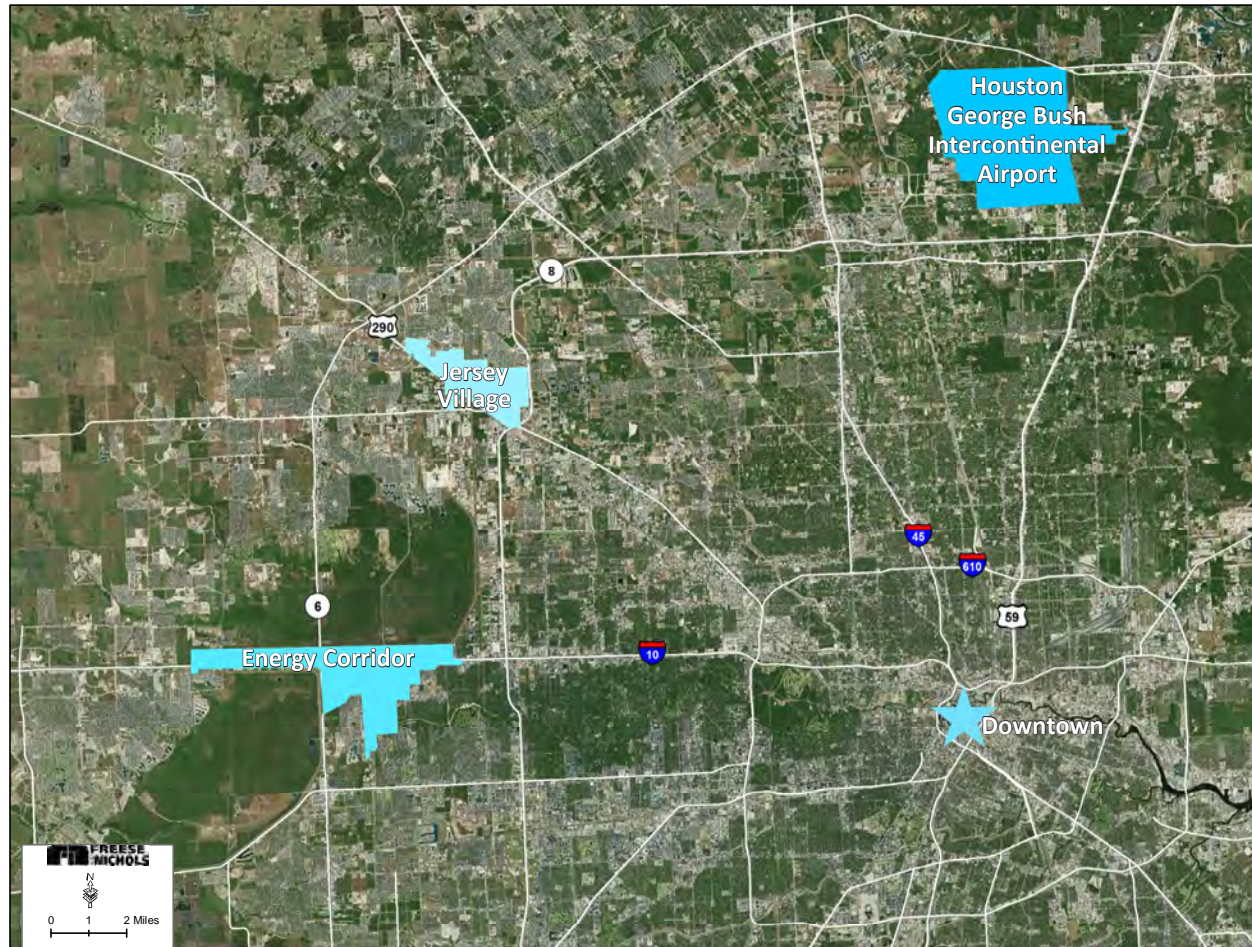 Houston
George Bush
Intercontinental
Airport
8
290
Jersey
Village
45
610
6
59
Energy Corridor
10
Downtown
FREESE
NICHOLS
N
0 1 2 Miles